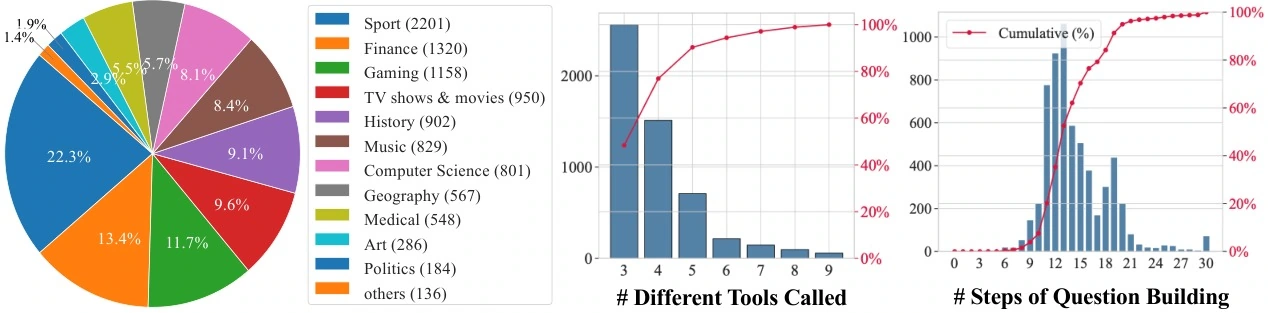 1.9%
1.4%
2.9%
5.5%
5.7%
8.1%
8.4%
9.1%
9.6%
11.7%
13.4%
22.3%
Sport (2201)
Finance (1320)
Gaming (1158)
TV shows & movies (950)
History (902)
Music (829)
Computer Science (801)
Geography (567)
Medical (548)
Art (286)
Politics (184)
others (136)
2000
1000
0
100%
80%
60%
40%
20%
0%
3 4 5 6 7 8 9
# Different Tools Called
Cumulative (%)
1000
800
600
400
200
0
100%
80%
60%
40%
20%
0%
0 3 6 9 12 15 18 21 24 27 30
# Steps of Question Building